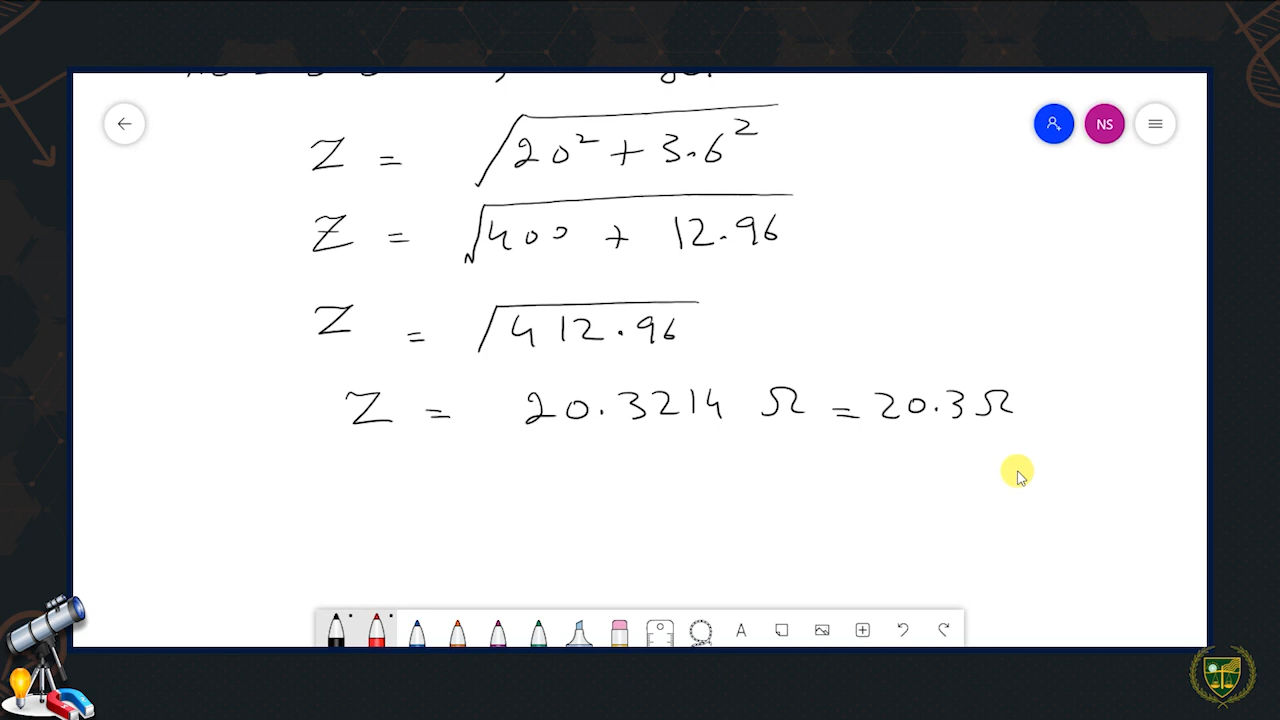 NS
Z = √20² + 3.6²
Z = √400 + 12.96
Z = √412.96
Z = 20.3214 Ω = 20.3 Ω
A